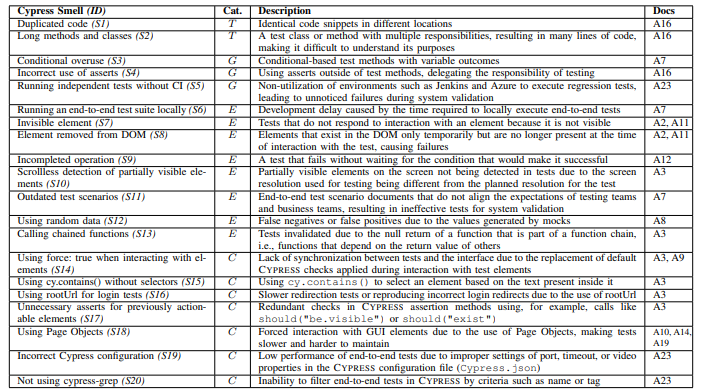 Cypress Smell (ID) Cat. Description Docs
Duplicated code (S1) T Identical code snippets in different locations A16
Long methods and classes (S2) T A test class or method with multiple responsibilities, resulting in many lines of code, A16
making it difficult to understand its purposes
Conditional overuse (S3) G Conditional-based test methods with variable outcomes A7
Incorrect use of asserts (S4) G Using asserts outside of test methods, delegating the responsibility of testing A16
Running independent tests without CI (S5) G Non-utilization of environments such as Jenkins and Azure to execute regression tests, A23
leading to unnoticed failures during system validation
Running an end-to-end test suite locally (S6) E Development delay caused by the time required to locally execute end-to-end tests A7
Invisible element (S7) E Tests that do not respond to interaction with an element because it is not visible A2, A11
Element removed from DOM (S8) E Elements that exist in the DOM only temporarily but are no longer present at the time A2, A11
of interaction with the test, causing failures
Incompleted operation (S9) E A test that fails without waiting for the condition that would make it successful A12
Scrollless detection of partially visible ele- E Partially visible elements on the screen not being detected in tests due to the screen A3
ments (S10) resolution used for testing being different from the planned resolution for the test
Outdated test scenarios (S11) E End-to-end test scenario documents that do not align the expectations of testing teams A7
and business teams, resulting in ineffective tests for system validation
Using random data (S12) E False negatives or false positives due to the values generated by mocks A8
Calling chained functions (S13) E Tests invalidated due to the null return of a function that is part of a function chain, A3
i.e., functions that depend on the return value of others
Using force: true when interacting with el- C Lack of synchronization between tests and the interface due to the replacement of default A3, A9
ements (S14) CYPRESS checks applied during interaction with test elements
Using cy.contains() without selectors (S15) C Using cy.contains() to select an element based on the text present inside it A3
Using rootUrl for login tests (S16) C Slower redirection tests or reproducing incorrect login redirects due to the use of rootUrl A3
Unnecessary asserts for previously action- C Redundant checks in CYPRESS assertion methods using, for example, calls like A3
able elements (S17) should("be.visible") or should("exist")
Using Page Objects (S18) C Forced interaction with GUI elements due to the use of Page Objects, making tests A10, A14,
slower and harder to maintain A19
Incorrect Cypress configuration (S19) C Low performance of end-to-end tests due to improper settings of port, timeout, or video A23
properties in the CYPRESS configuration file (Cypress.json)
Not using cypress-grep (S20) C Inability to filter end-to-end tests in CYPRESS by criteria such as name or tag A23